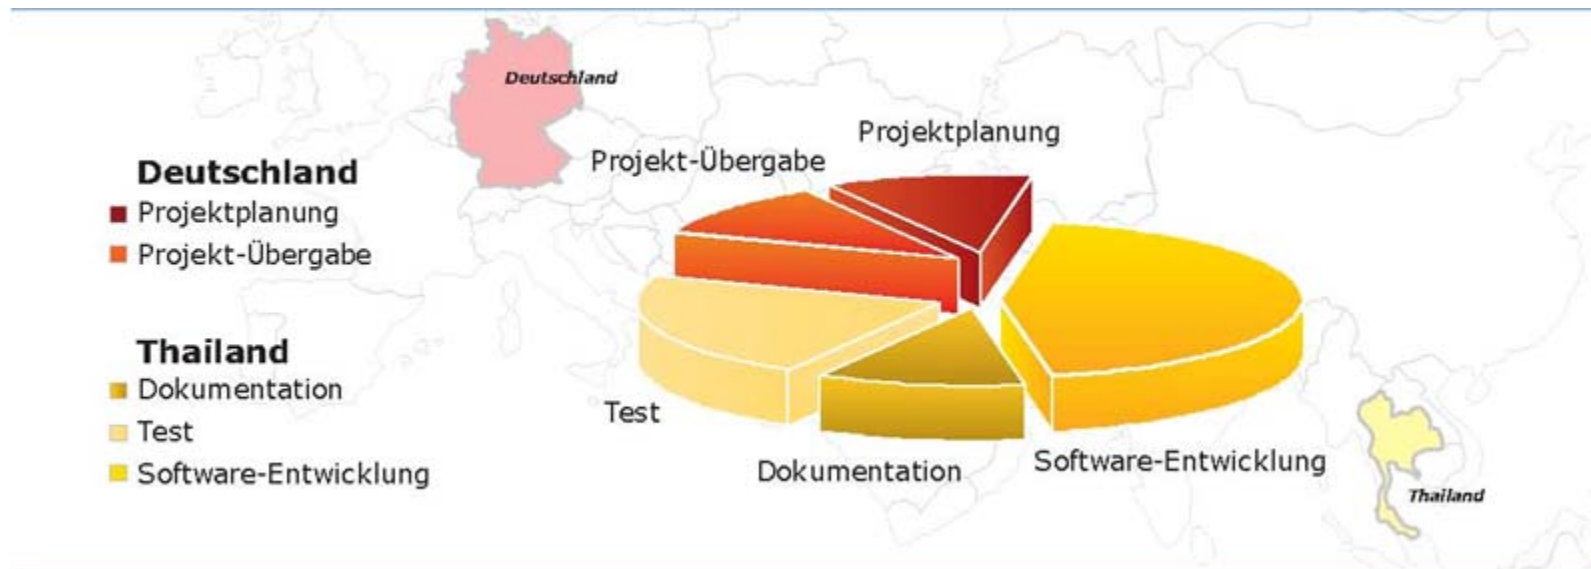 Deutschland
Projektplanung
Projekt-Übergabe
Deutschland
Projektplanung
Projekt-Übergabe
Thailand
Dokumentation
Test
Software-Entwicklung
Test
Dokumentation
Software-Entwicklung
Thailand